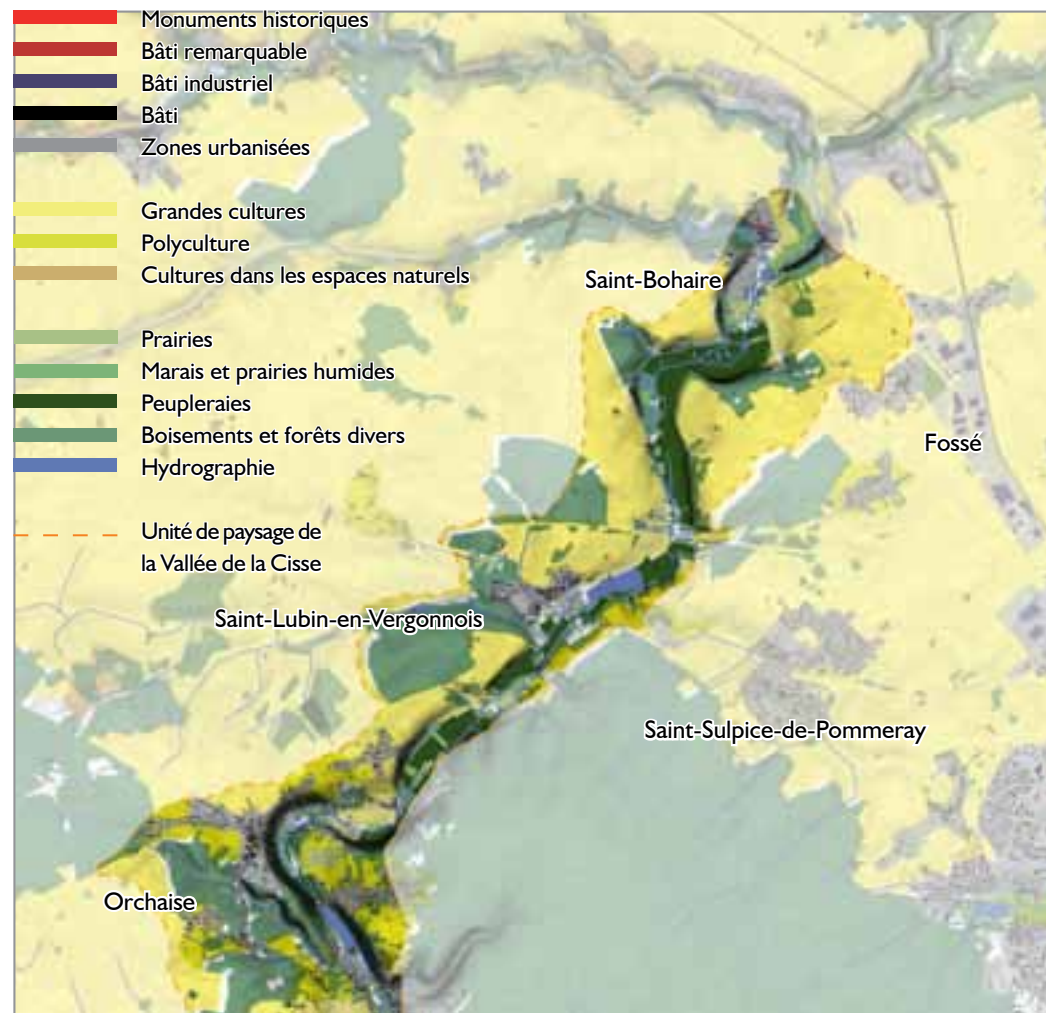 Monuments historiques
Bâti remarquable
Bâti industriel
Bâti
Zones urbanisées
Grandes cultures
Polyculture
Cultures dans les espaces naturels
Prairies
Marais et prairies humides
Peupleraies
Boisements et forêts divers
Hydrographie
Unité de paysage de
la Vallée de la Cisse
Saint-Bohaire
Fossé
Saint-Lubin-en-Vergonnois
Saint-Sulpice-de-Pommeray
Orchaise